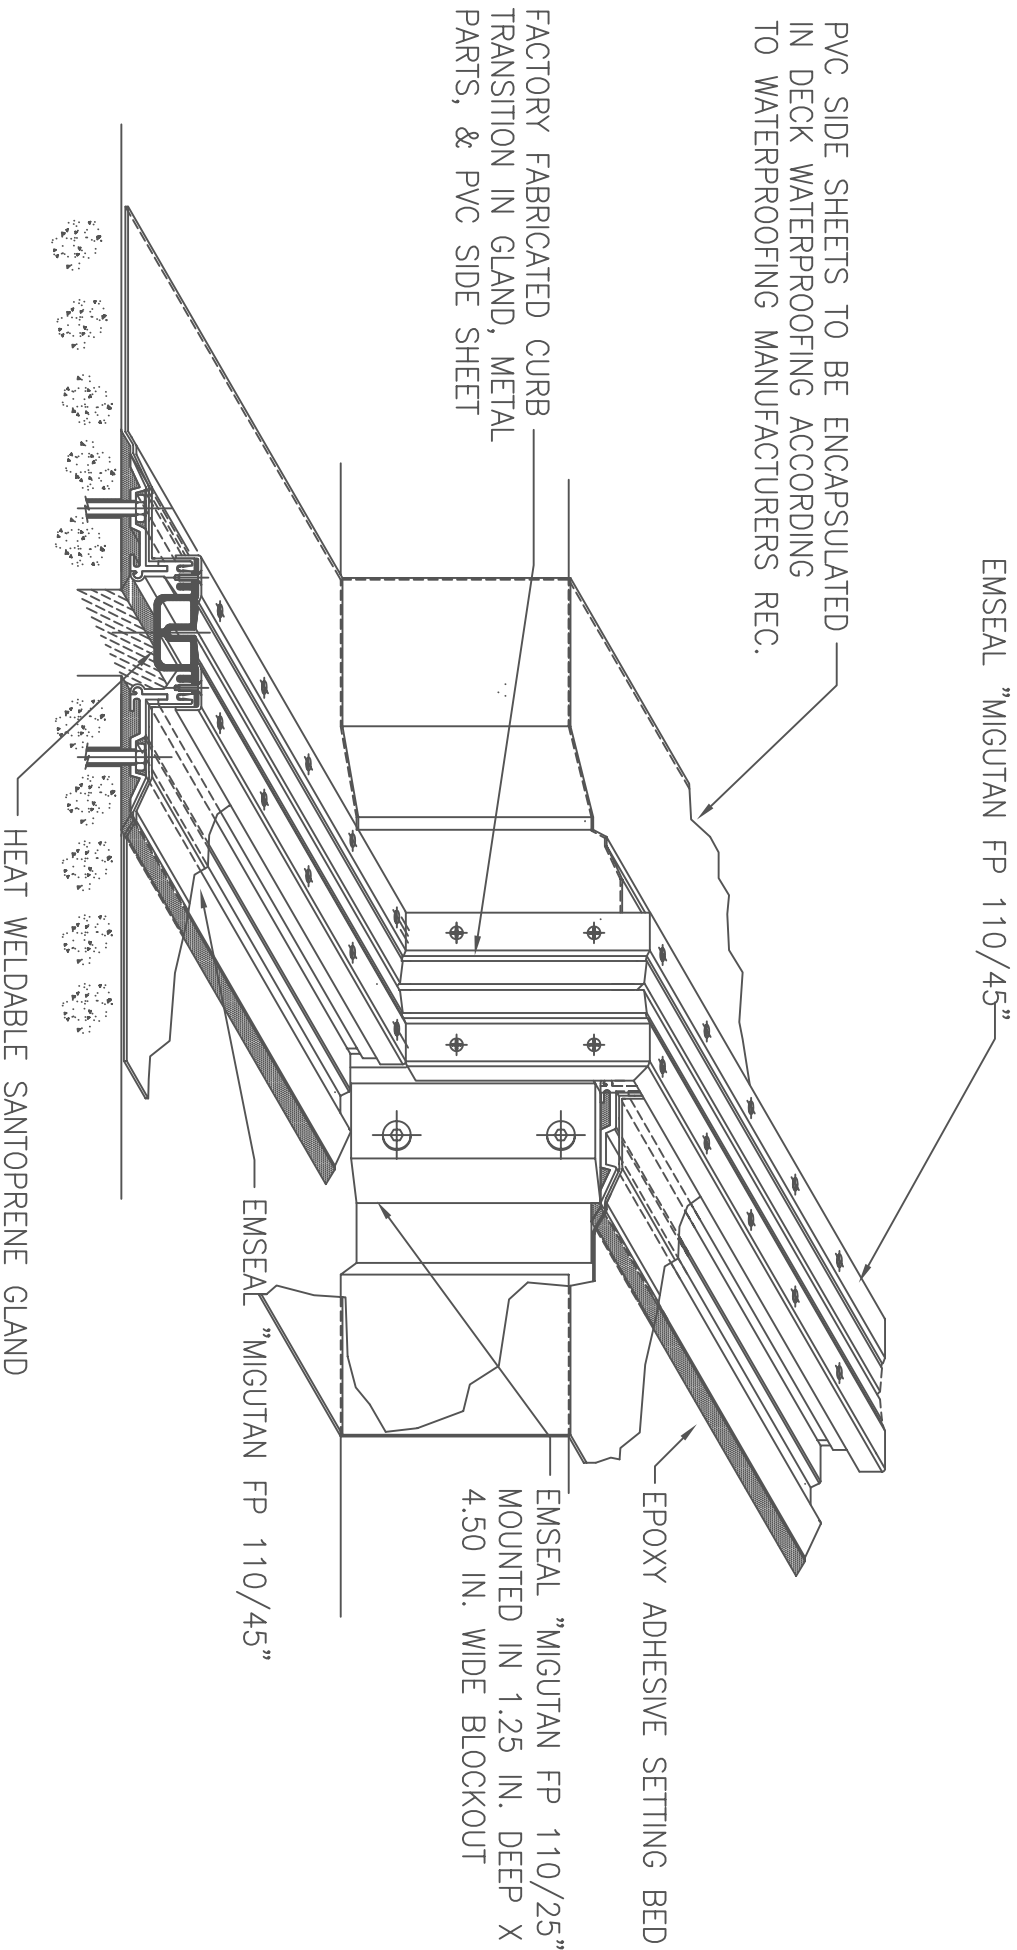 EMSEAL "MIGUTAN FP 110/45"
PVC SIDE SHEETS TO BE ENCAPSULATED
IN DECK WATERPROOFING ACCORDING
TO WATERPROOFING MANUFACTURERS REC.
FACTORY FABRICATED CURB
TRANSITION IN GLAND, METAL
PARTS, & PVC SIDE SHEET
EPOXY ADHESIVE SETTING BED
EMSEAL "MIGUTAN FP 110/25"
MOUNTED IN 1.25 IN. DEEP X
4.50 IN. WIDE BLOCKOUT
EMSEAL "MIGUTAN FP 110/45"
HEAT WELDABLE SANTOPRENE GLAND